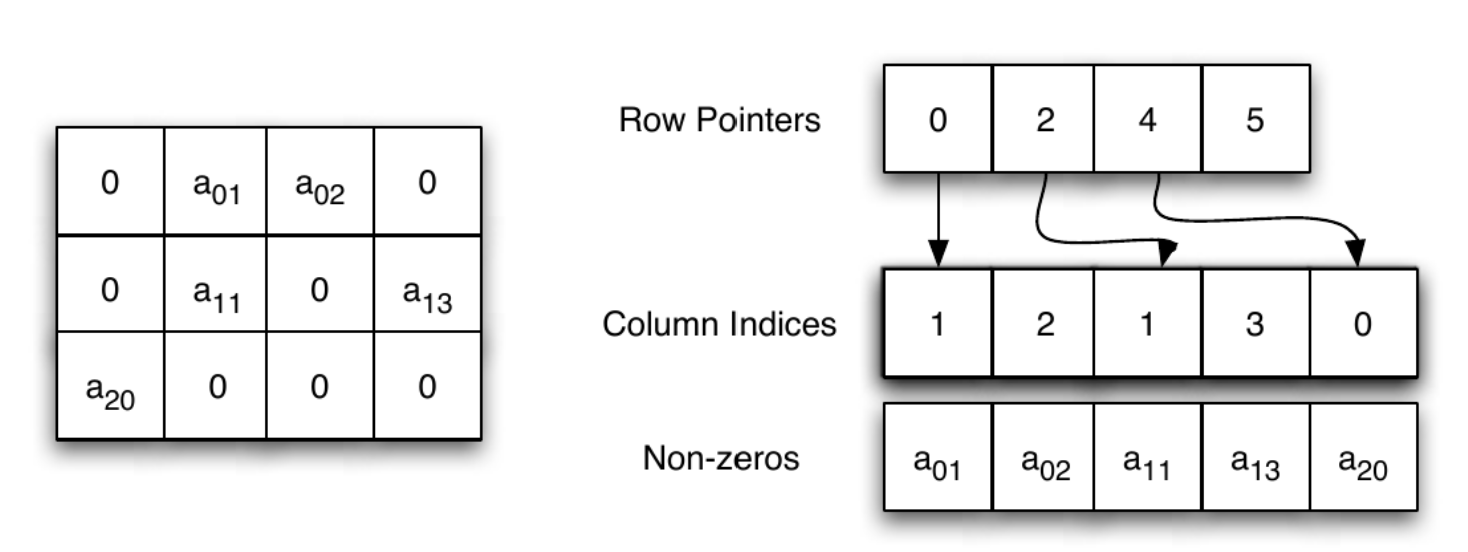 0 a01 a02 0
0 a11 0 a13
a20 0 0 0
Row Pointers 0 2 4 5
Column Indices 1 2 1 3 0
Non-zeros a01 a02 a11 a13 a20